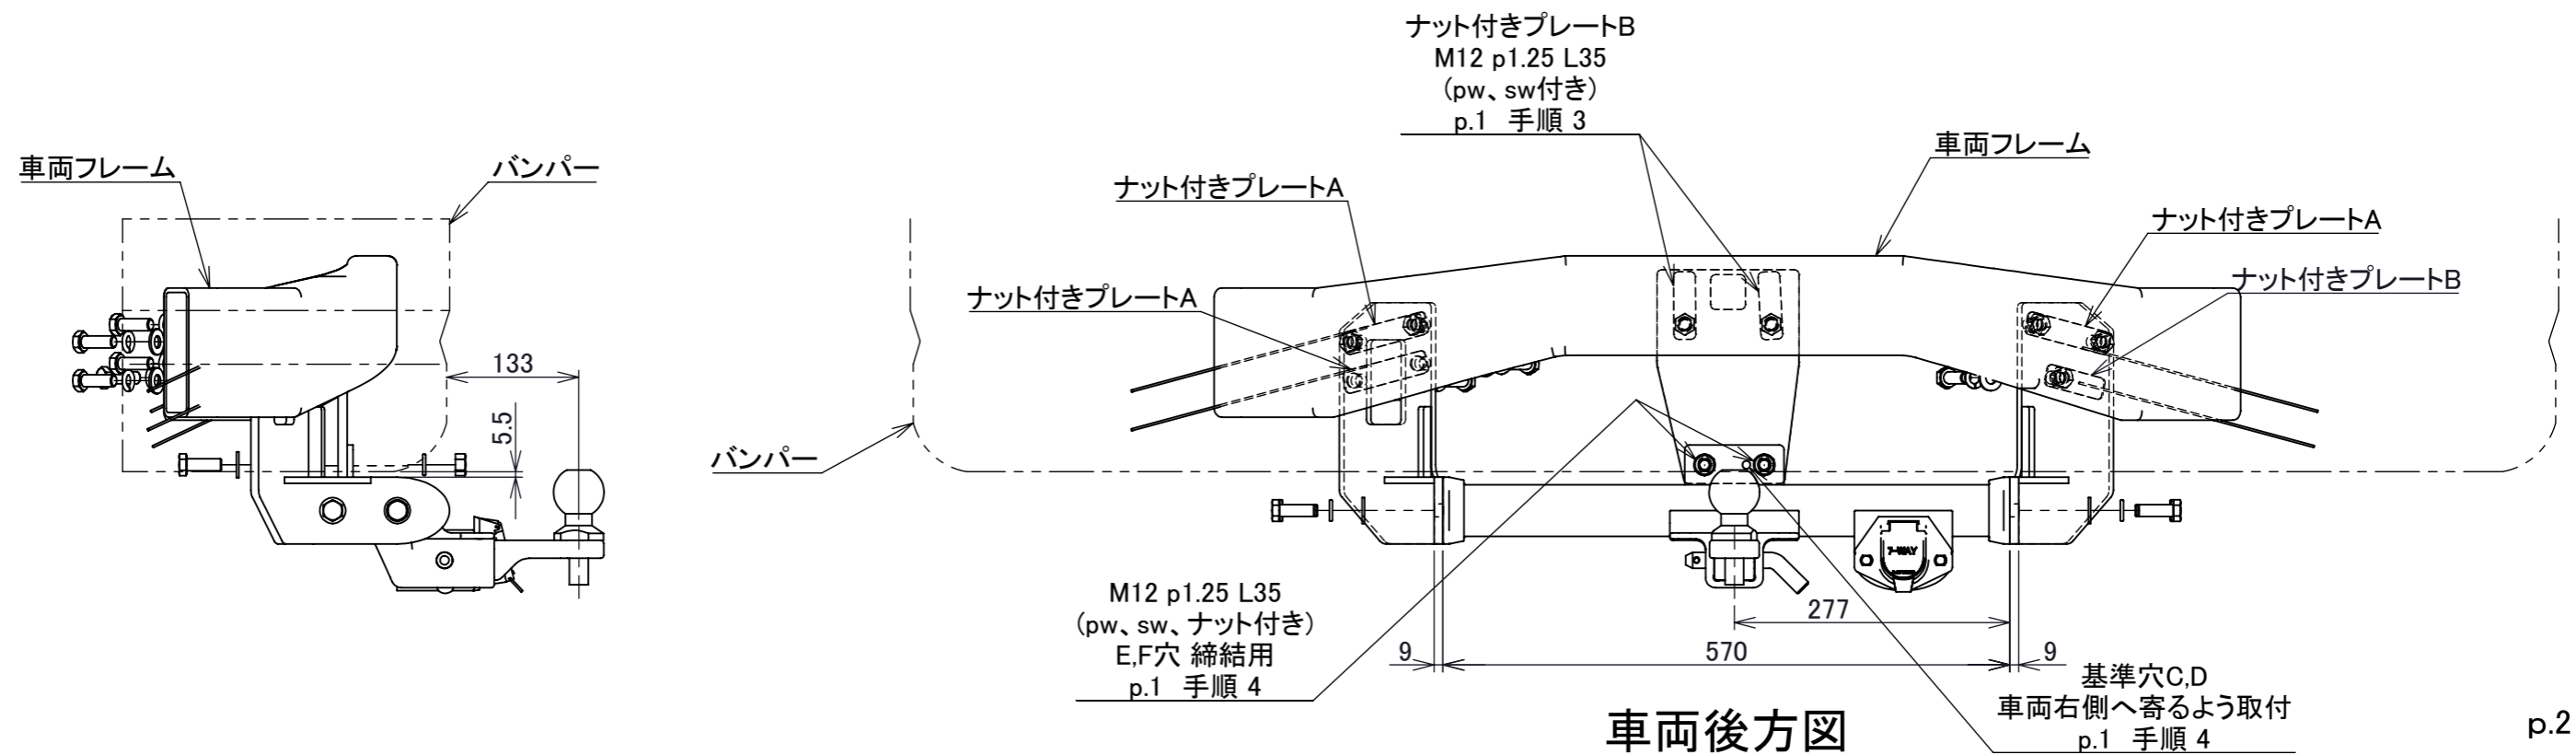 車両フレーム
バンパー
133
5.5
ナット付きプレートB
M12 p1.25 L35
(pw、sw付き)
p.1 手順 3
車両フレーム
ナット付きプレートA
ナット付きプレートA
ナット付きプレートA
ナット付きプレートB
バンパー
7-WAY
M12 p1.25 L35
(pw、sw、ナット付き)
E,F穴 締結用
p.1 手順 4
277
9
570
9
基準穴C,D
車両右側へ寄るよう取付
p.1 手順 4
車両後方図
p.2